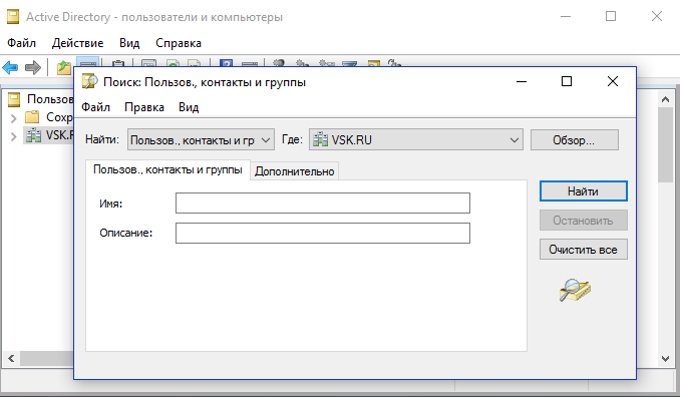 Active Directory - пользователи и компьютеры
Файл Действие Вид Справка
Пользов
Сохр
VSK.R
Поиск: Пользов., контакты и группы
Файл Правка Вид
Найти: Пользов., контакты и гр Где: VSK.RU Обзор...
Пользов., контакты и группы Дополнительно
Имя:
Описание:
Найти
Остановить
Очистить все